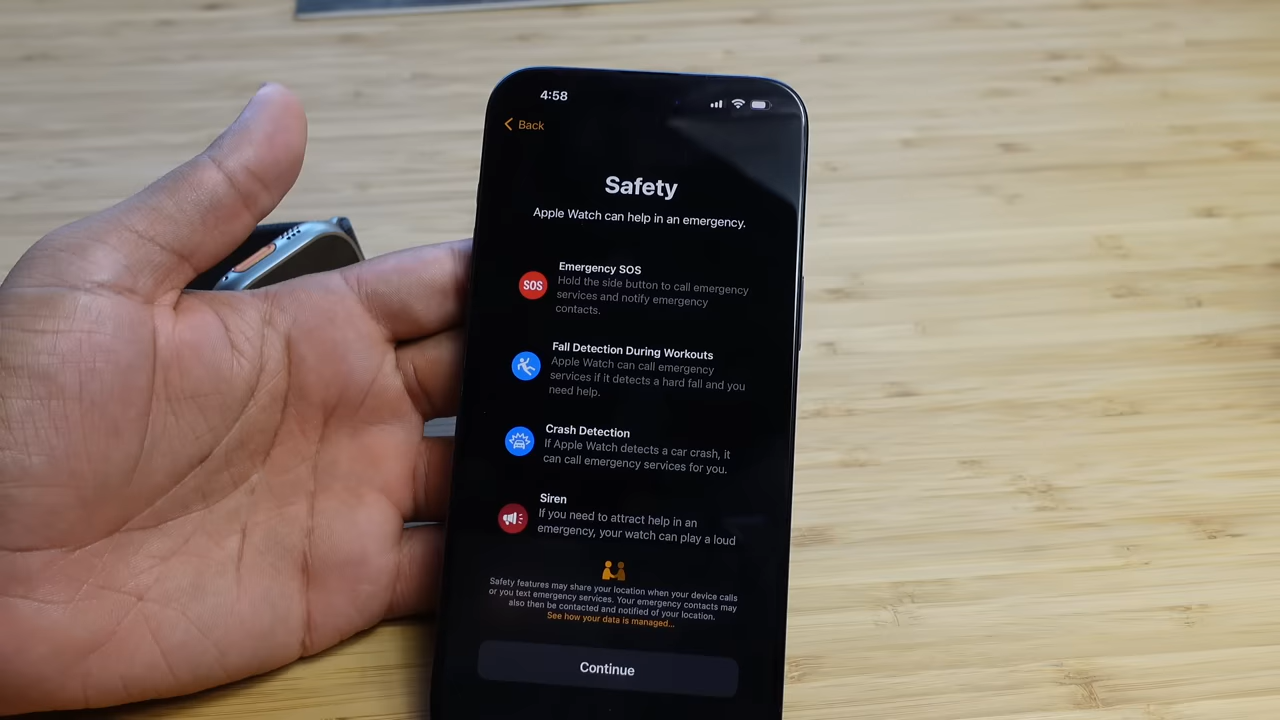 4:58
Back
Safety
Apple Watch can help in an emergency.
SOS
Emergency SOS
Hold the side button to call emergency
services and notify emergency
contacts.
Fall Detection During Workouts
Apple Watch can call emergency
services if it detects a hard fall and you
need help.
Crash Detection
If Apple Watch detects a car crash, it
can call emergency services for you.
Siren
If you need to attract help in an
emergency, your watch can play a loud
Safety features may share your location when your device calls
or you text emergency services. Your emergency contacts may
also then be contacted and notified of your location.
See how your data is managed...
Continue